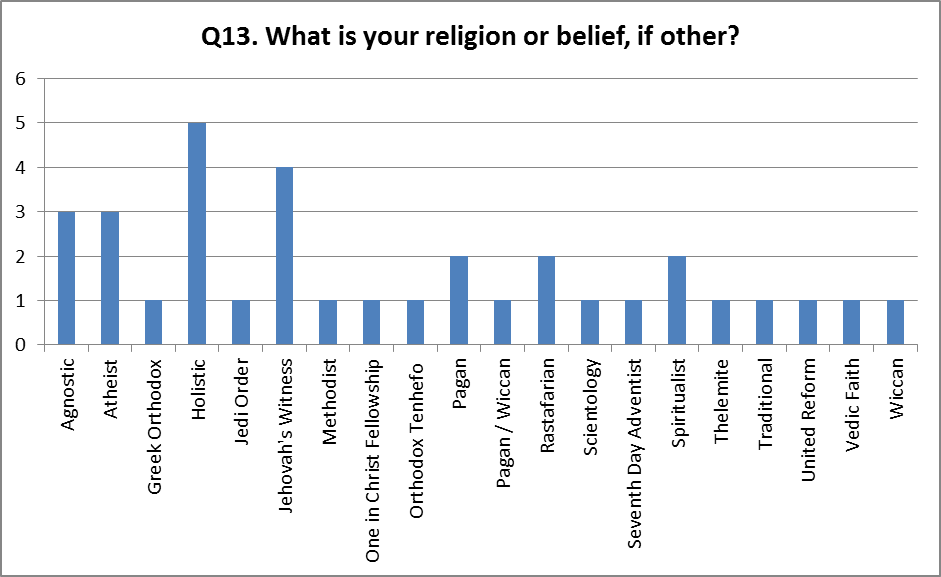 Q13. What is your religion or belief, if other?
6
5
4
3
2
1
0
Agnostic
Atheist
Greek Orthodox
Holistic
Jedi Order
Jehovah's Witness
Methodist
One in Christ Fellowship
Orthodox Tenhefo
Pagan
Pagan / Wiccan
Rastafarian
Scientology
Seventh Day Adventist
Spiritualist
Thelemite
Traditional
United Reform
Vedic Faith
Wiccan